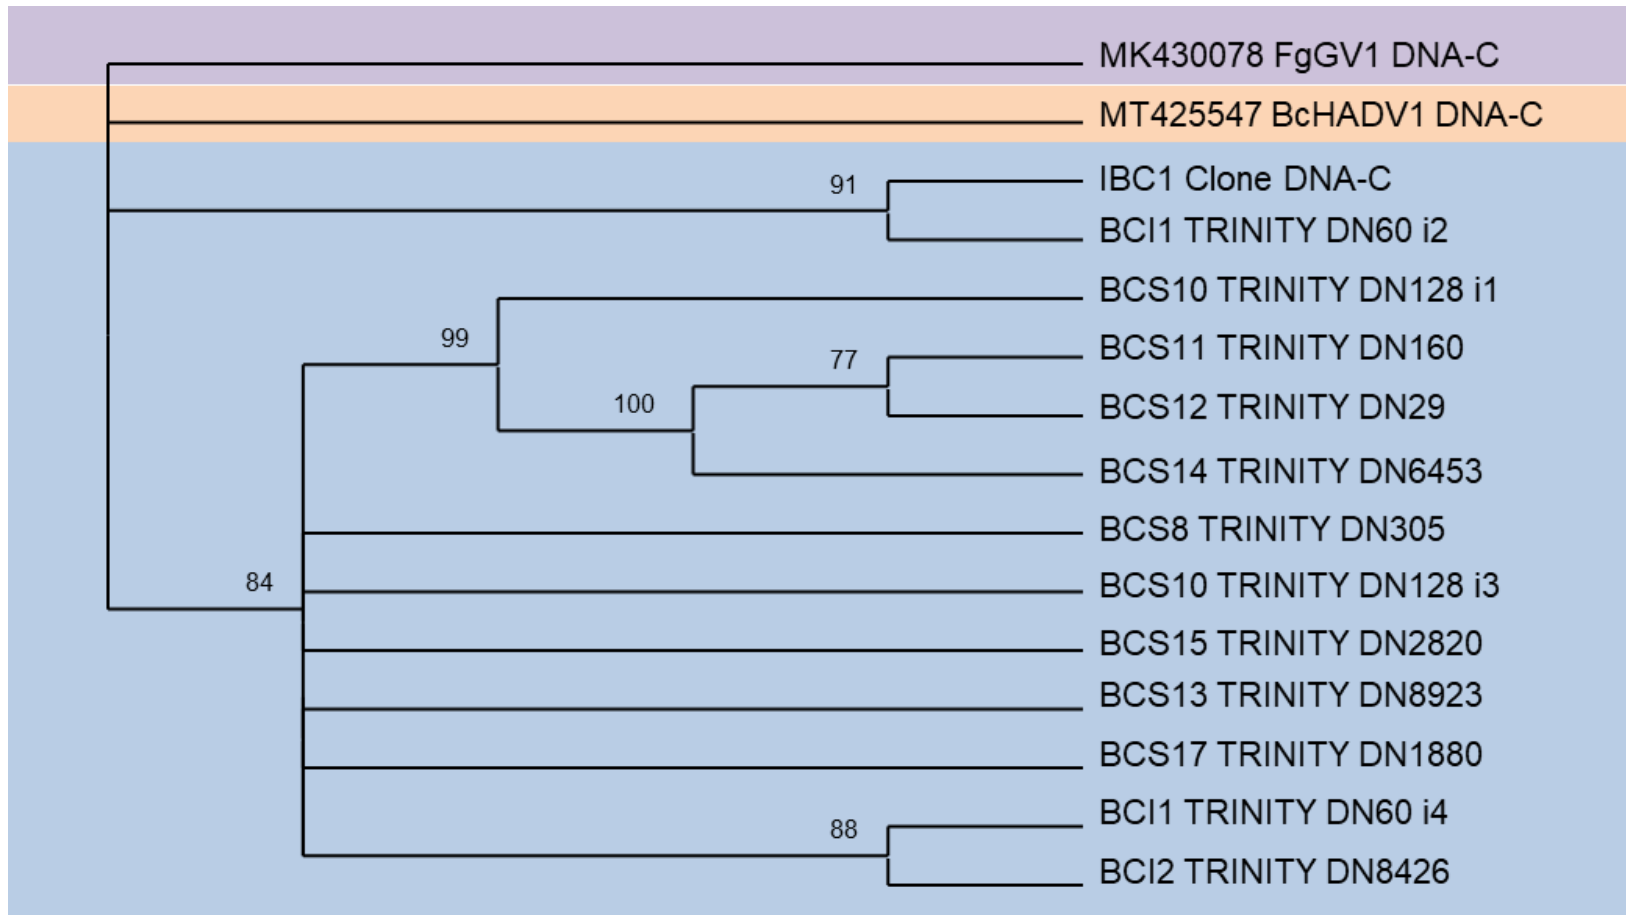 MK430078 FgGV1 DNA-C
MT425547 BcHADV1 DNA-C
91
IBC1 Clone DNA-C
BCI1 TRINITY DN60 i2
BCS10 TRINITY DN128 i1
99
77
BCS11 TRINITY DN160
100
BCS12 TRINITY DN29
BCS14 TRINITY DN6453
BCS8 TRINITY DN305
84
BCS10 TRINITY DN128 i3
BCS15 TRINITY DN2820
BCS13 TRINITY DN8923
BCS17 TRINITY DN1880
88
BCI1 TRINITY DN60 i4
BCI2 TRINITY DN8426